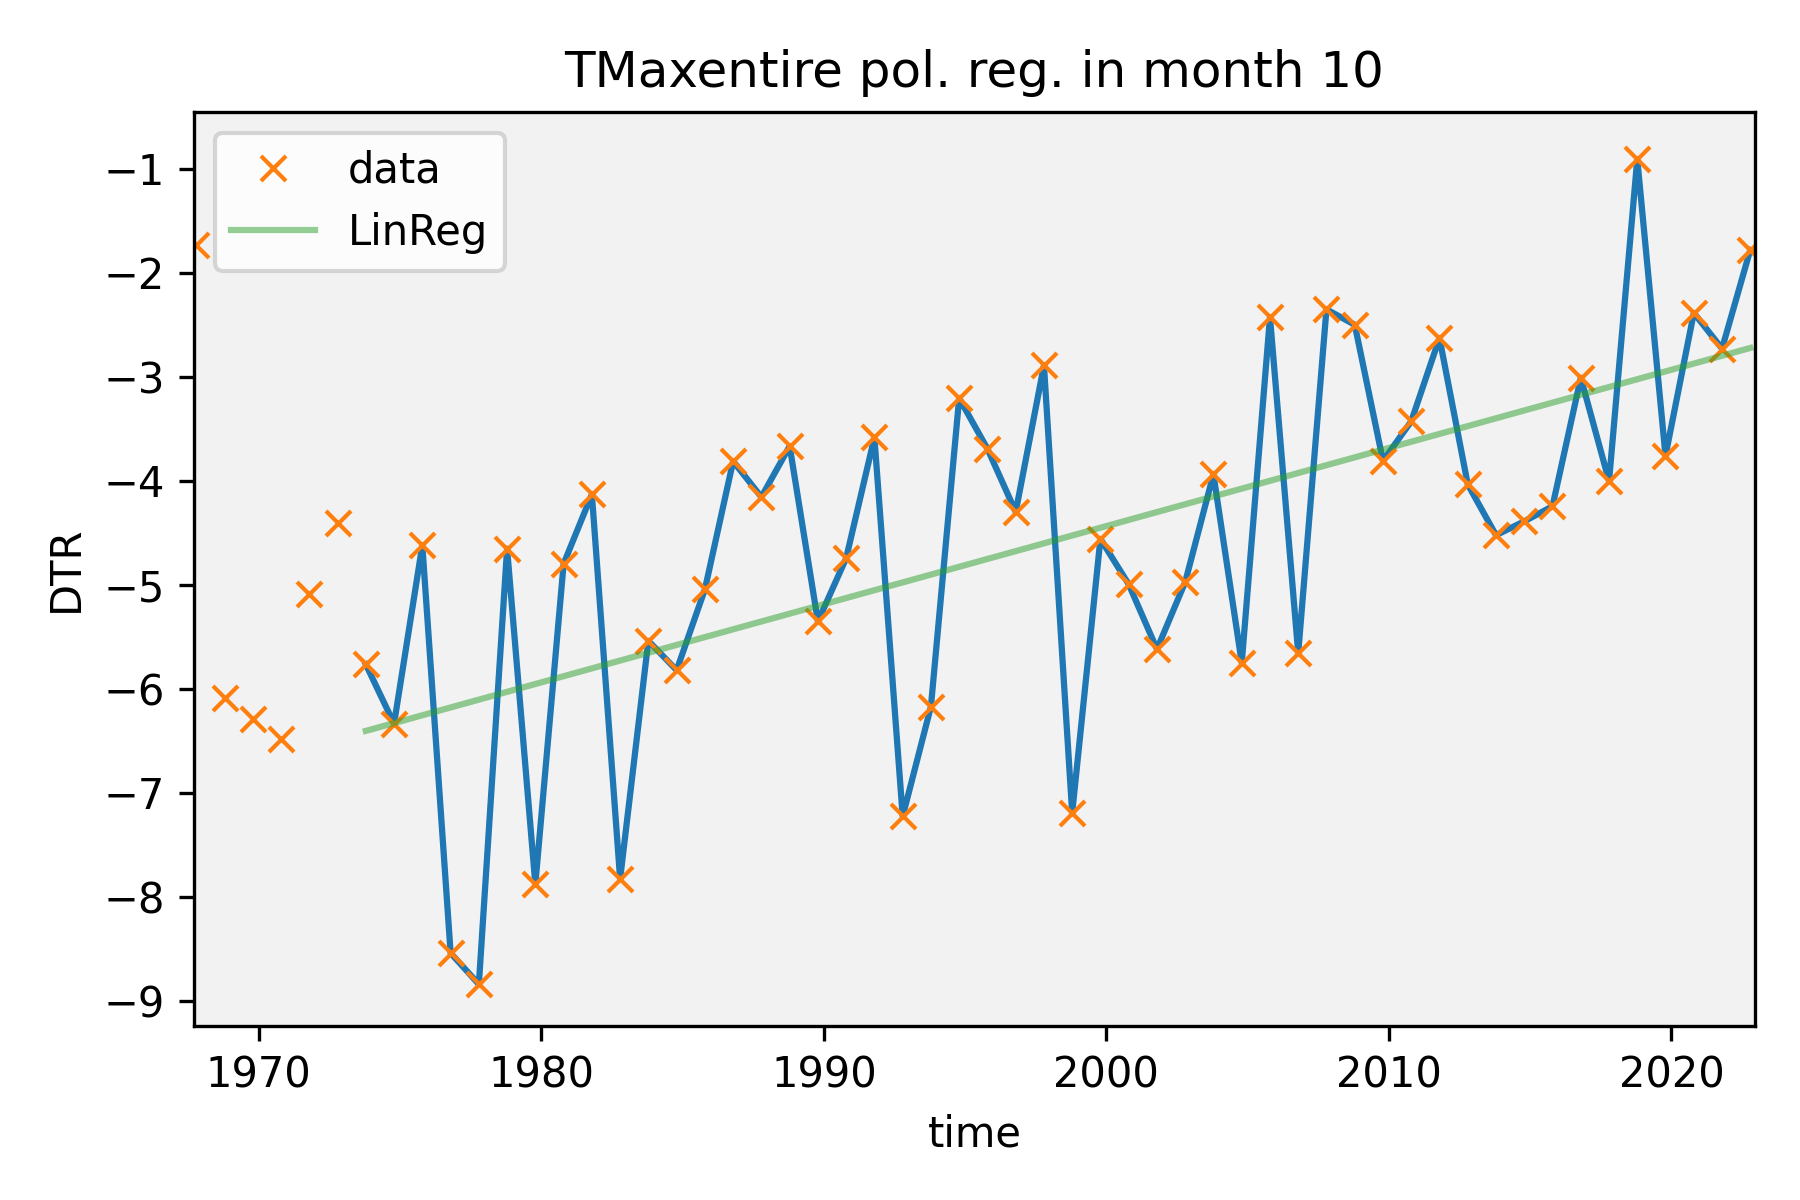 TMaxentire pol. reg. in month 10
data
LinReg
−1
−2
−3
−4
−5
−6
−7
−8
−9
DTR
1970 1980 1990 2000 2010 2020
time